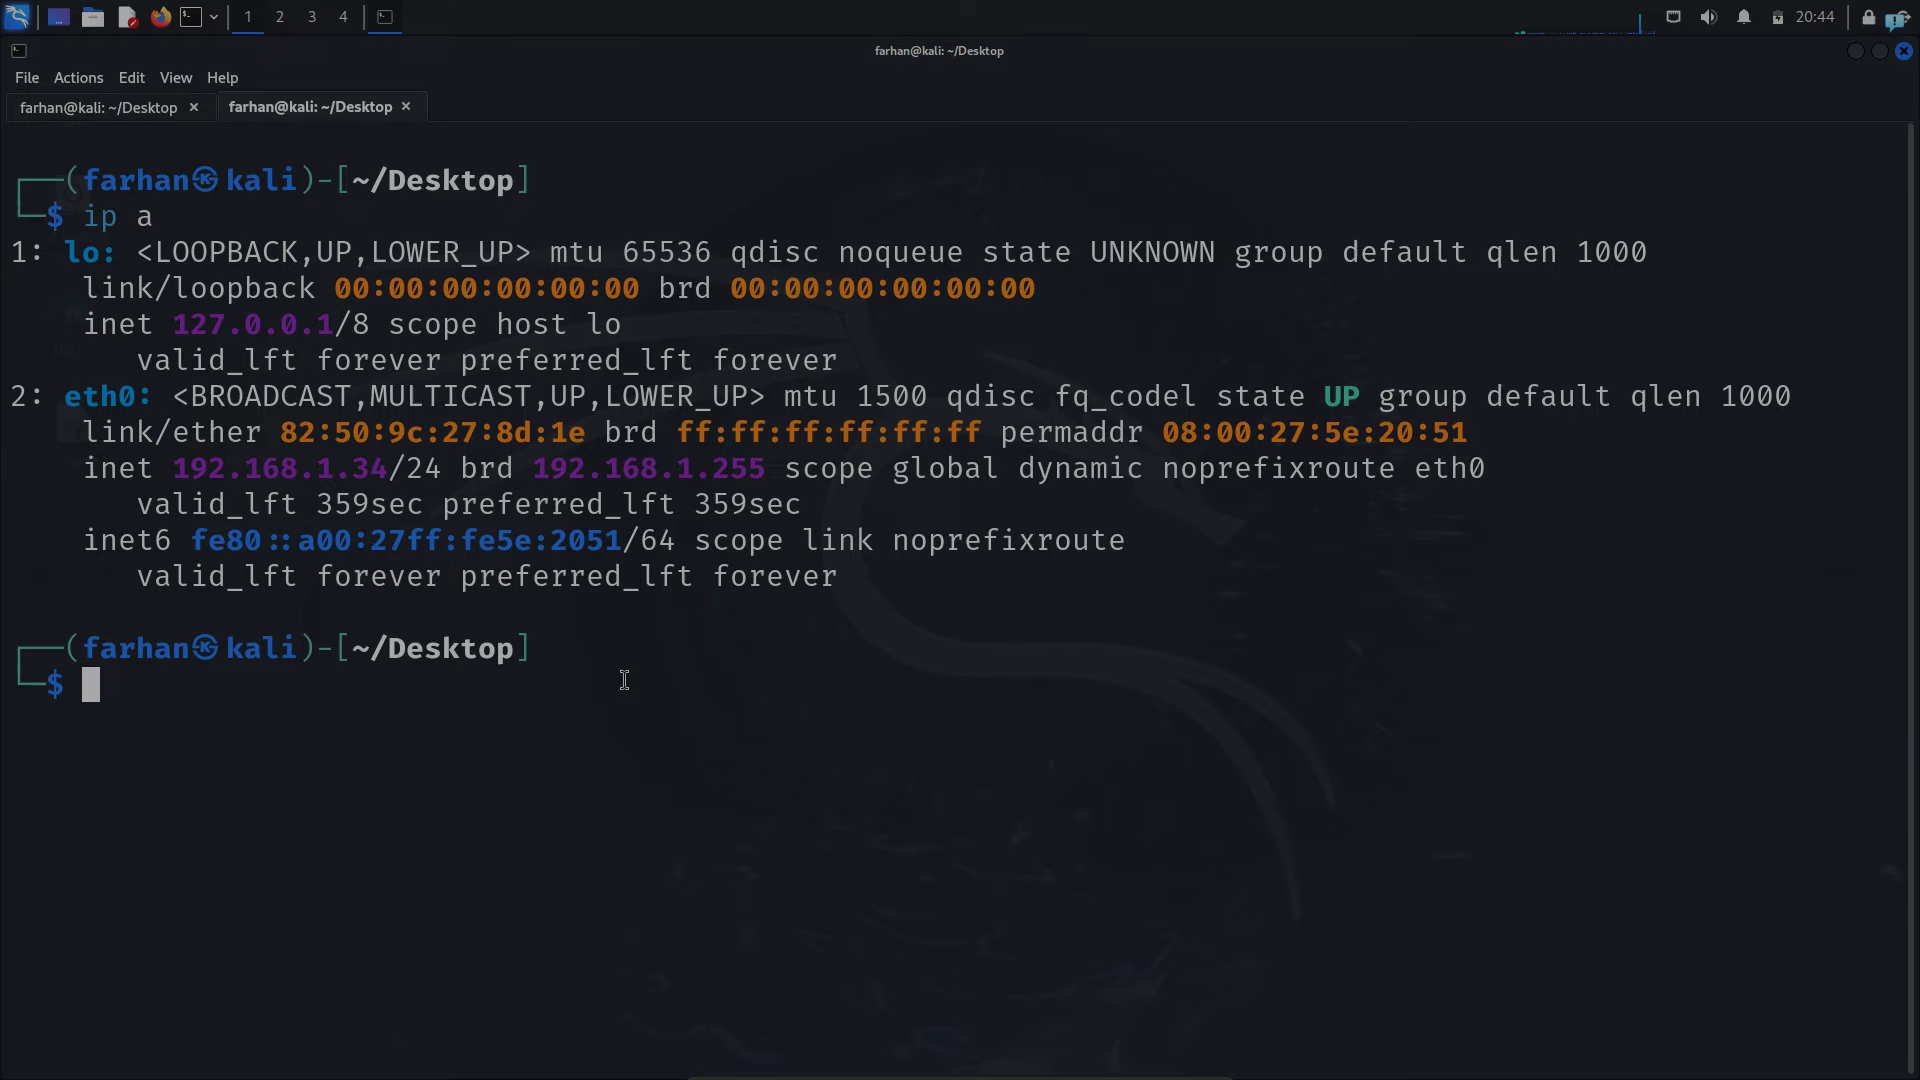 1 2 3 4
20:44
farhan@kali: ~/Desktop
File Actions Edit View Help
farhan@kali: ~/Desktop × farhan@kali: ~/Desktop ×
┌──(farhan㉿kali)-[~/Desktop]
└─$ ip a
1: lo: <LOOPBACK,UP,LOWER_UP> mtu 65536 qdisc noqueue state UNKNOWN group default qlen 1000
link/loopback 00:00:00:00:00:00 brd 00:00:00:00:00:00
inet 127.0.0.1/8 scope host lo
valid_lft forever preferred_lft forever
2: eth0: <BROADCAST,MULTICAST,UP,LOWER_UP> mtu 1500 qdisc fq_codel state UP group default qlen 1000
link/ether 82:50:9c:27:8d:1e brd ff:ff:ff:ff:ff:ff permaddr 08:00:27:5e:20:51
inet 192.168.1.34/24 brd 192.168.1.255 scope global dynamic noprefixroute eth0
valid_lft 359sec preferred_lft 359sec
inet6 fe80::a00:27ff:fe5e:2051/64 scope link noprefixroute
valid_lft forever preferred_lft forever
┌──(farhan㉿kali)-[~/Desktop]
└─$